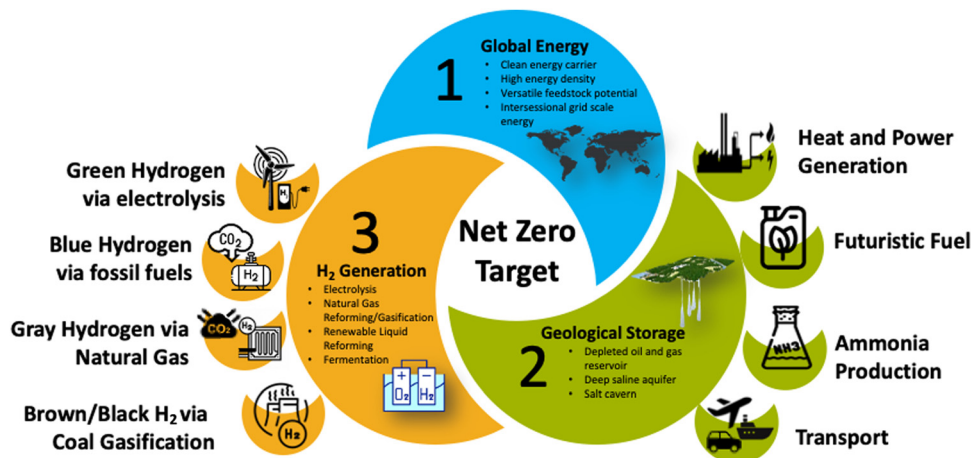 1
Global Energy
• Clean energy carrier
• High energy density
• Versatile feedstock potential
• Intersessional grid scale
energy
Green Hydrogen
via electrolysis
H₂
Blue Hydrogen
via fossil fuels
CO₂
H₂
Gray Hydrogen via
Natural Gas
CO₂
H₂
Brown/Black H₂ via
Coal Gasification
H₂
3
H₂ Generation
• Electrolysis
• Natural Gas
Reforming/Gasification
• Renewable Liquid
Reforming
• Fermentation
+ −
O₂ H₂
Net Zero
Target
2
Geological Storage
• Depleted oil and gas
reservoir
• Deep saline aquifer
• Salt cavern
Heat and Power
Generation
Futuristic Fuel
NH3
Ammonia
Production
Transport